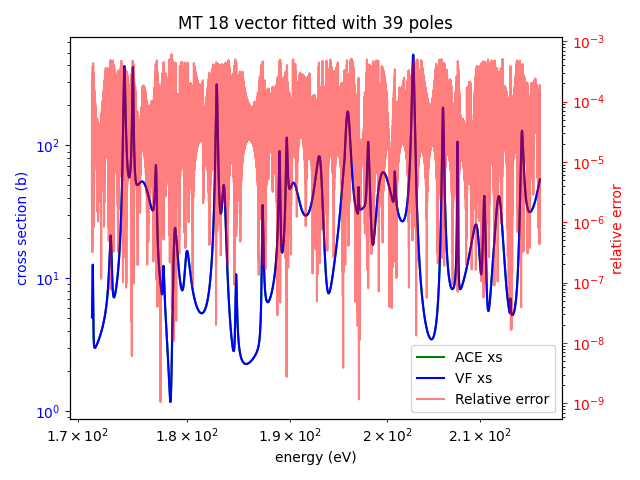 MT 18 vector fitted with 39 poles
cross section (b)
10² 10¹ 10⁰
10⁻³ 10⁻⁴ 10⁻⁵ 10⁻⁶ 10⁻⁷ 10⁻⁸ 10⁻⁹
relative error
ACE xs
VF xs
Relative error
1.7 × 10² 1.8 × 10² 1.9 × 10² 2 × 10² 2.1 × 10²
energy (eV)